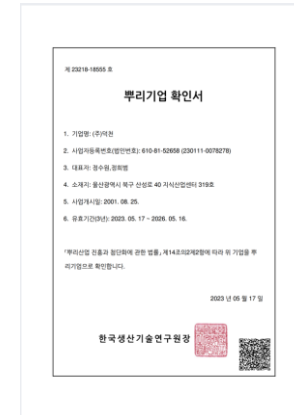 제 23218-18555 호
뿌리기업 확인서
1. 기업명: (주)덕천
2. 사업자등록번호(법인번호): 610-81-52658 (230111-0078278)
3. 대표자: 정수원,정희범
4. 소재지: 울산광역시 북구 산성로 40 지식산업센터 319호
5. 사업개시일: 2001. 08. 25.
6. 유효기간(3년): 2023. 05. 17 ~ 2026. 05. 16.
「뿌리산업 진흥과 첨단화에 관한 법률」 제14조의2제2항에 따라 위 기업을 뿌
리기업으로 확인합니다.
2023 년 05 월 17 일
한국생산기술연구원장